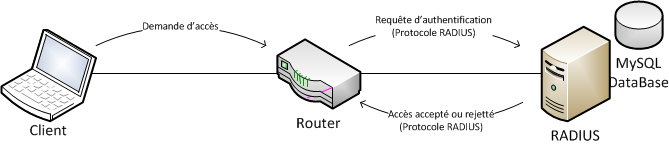 Demande d'accès
Requête d'authentification
(Protocole RADIUS)
MySQL
DataBase
Accès accepté ou rejetté
(Protocole RADIUS)
Client
Router
RADIUS